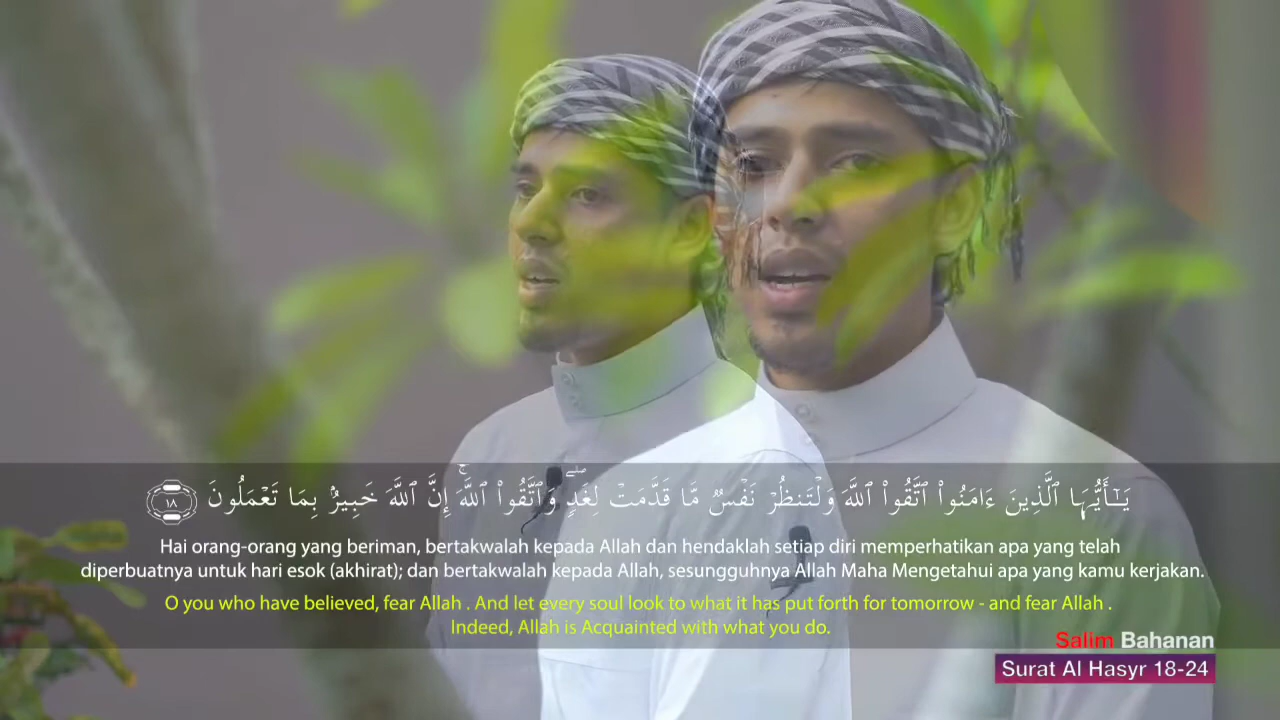 يَـٰٓأَيُّهَا ٱلَّذِينَ ءَامَنُوا۟ ٱتَّقُوا۟ ٱللَّهَ وَلْتَنظُرْ نَفْسٌ مَّا قَدَّمَتْ لِغَدٍ ۖ وَٱتَّقُوا۟ ٱللَّهَ ۚ إِنَّ ٱللَّهَ خَبِيرٌۢ بِمَا تَعْمَلُونَ ١٨
Hai orang-orang yang beriman, bertakwalah kepada Allah dan hendaklah setiap diri memperhatikan apa yang telah
diperbuatnya untuk hari esok (akhirat); dan bertakwalah kepada Allah, sesungguhnya Allah Maha Mengetahui apa yang kamu kerjakan.
O you who have believed, fear Allah . And let every soul look to what it has put forth for tomorrow - and fear Allah .
Indeed, Allah is Acquainted with what you do.
Salim Bahanan
Surat Al Hasyr 18-24